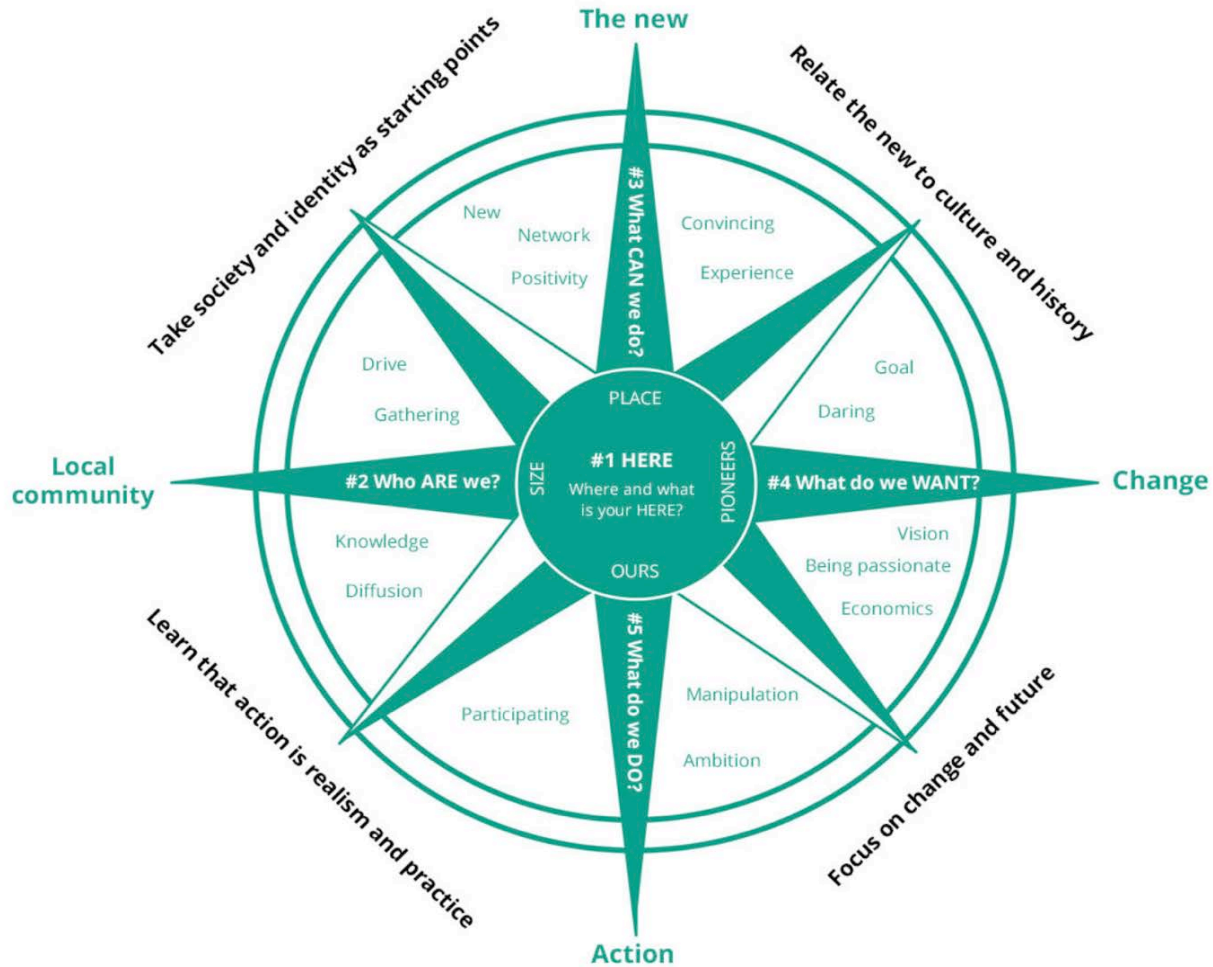 The new
Take society and identity as starting points
Relate the new to culture and history
#3 What CAN we do?
New
Network
Positivity
Convincing
Experience
Drive
Gathering
Goal
Daring
PLACE
SIZE
#1 HERE
Where and what
is your HERE?
PIONEERS
OURS
Local
community
#2 Who ARE we?
#4 What do we WANT?
Change
Knowledge
Diffusion
Vision
Being passionate
Economics
#5 What do we DO?
Participating
Manipulation
Ambition
Learn that action is realism and practice
Focus on change and future
Action